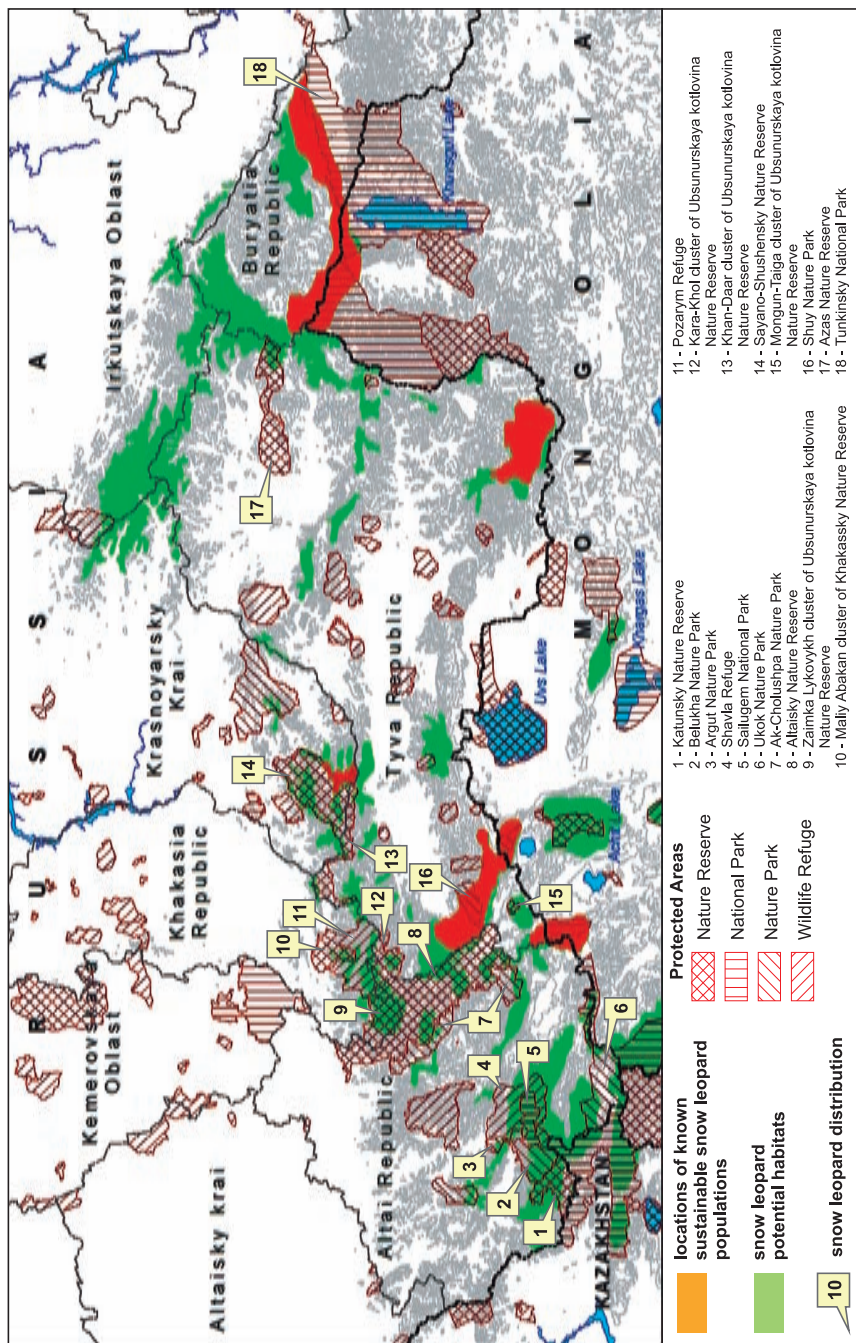 R U S S I A
Altaisky krai
Kemerovskaya
Oblast
Khakasia
Republic
Krasnoyarsky
Krai
Irkutskaya Oblast
Buryatia
Republic
Altai Republic
Tyva Republic
KAZAKHSTAN
M O N G O L I A
Uvs Lake
Achit Lake
Khuvsgul Lake
1
2
3
4
5
6
7
8
9
10
11
12
13
14
15
16
17
18
locations of known
sustainable snow leopard
populations
snow leopard
potential habitats
10
snow leopard distribution
Protected Areas
Nature Reserve
National Park
Nature Park
Wildlife Refuge
1 - Katunsky Nature Reserve
2 - Belukha Nature Park
3 - Argut Nature Park
4 - Shavla Refuge
5 - Sailugem National Park
6 - Ukok Nature Park
7 - Ak-Cholushpa Nature Park
8 - Altaisky Nature Reserve
9 - Zaimka Lykovykh cluster of Ubsunurskaya kotlovina
Nature Reserve
10 - Maliy Abakan cluster of Khakassky Nature Reserve
11 - Pozarym Refuge
12 - Kara-Khol cluster of Ubsunurskaya kotlovina
Nature Reserve
13 - Khan-Daar cluster of Ubsunurskaya kotlovina
Nature Reserve
14 - Sayano-Shushensky Nature Reserve
15 - Mongun-Taiga cluster of Ubsunurskaya kotlovina
Nature Reserve
16 - Shuy Nature Park
17 - Azas Nature Reserve
18 - Tunkinsky National Park